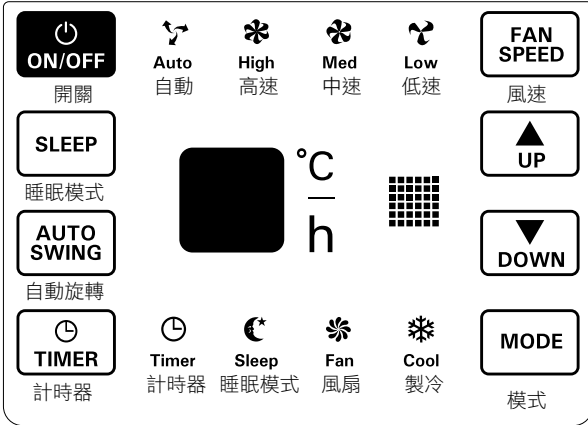 ON/OFF
開關
Auto
自動
High
高速
Med
中速
Low
低速
FAN
SPEED
風速
SLEEP
睡眠模式
°C
h
UP
AUTO
SWING
自動旋轉
DOWN
TIMER
計時器
Timer
計時器
Sleep
睡眠模式
Fan
風扇
Cool
製冷
MODE
模式